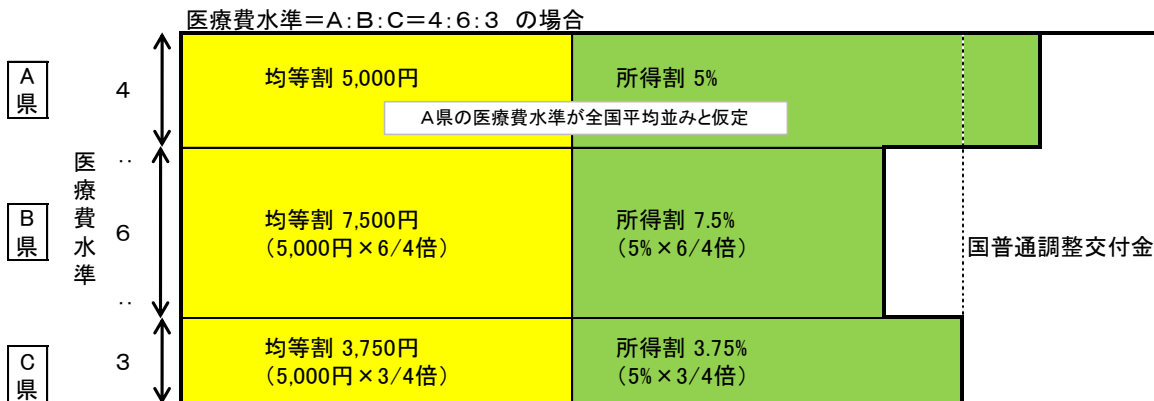 医療費水準＝A：B：C＝4：6：3 の場合
A県
4
均等割 5,000円
所得割 5%
A県の医療費水準が全国平均並みと仮定
医療費水準
‥
B県
6
均等割 7,500円
（5,000円×6/4倍）
所得割 7.5%
（5%×6/4倍）
国普通調整交付金
‥
C県
3
均等割 3,750円
（5,000円×3/4倍）
所得割 3.75%
（5%×3/4倍）